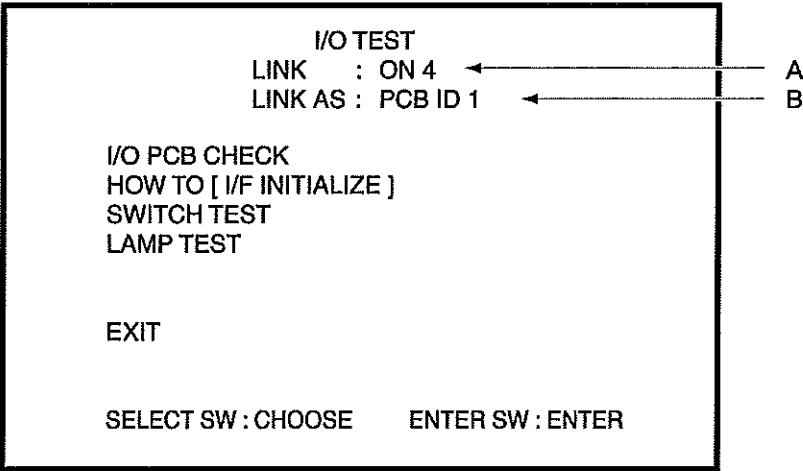 I/O TEST
LINK : ON 4
A
LINK AS : PCB ID 1
B
I/O PCB CHECK
HOW TO [ I/F INITIALIZE ]
SWITCH TEST
LAMP TEST
EXIT
SELECT SW : CHOOSE ENTER SW : ENTER